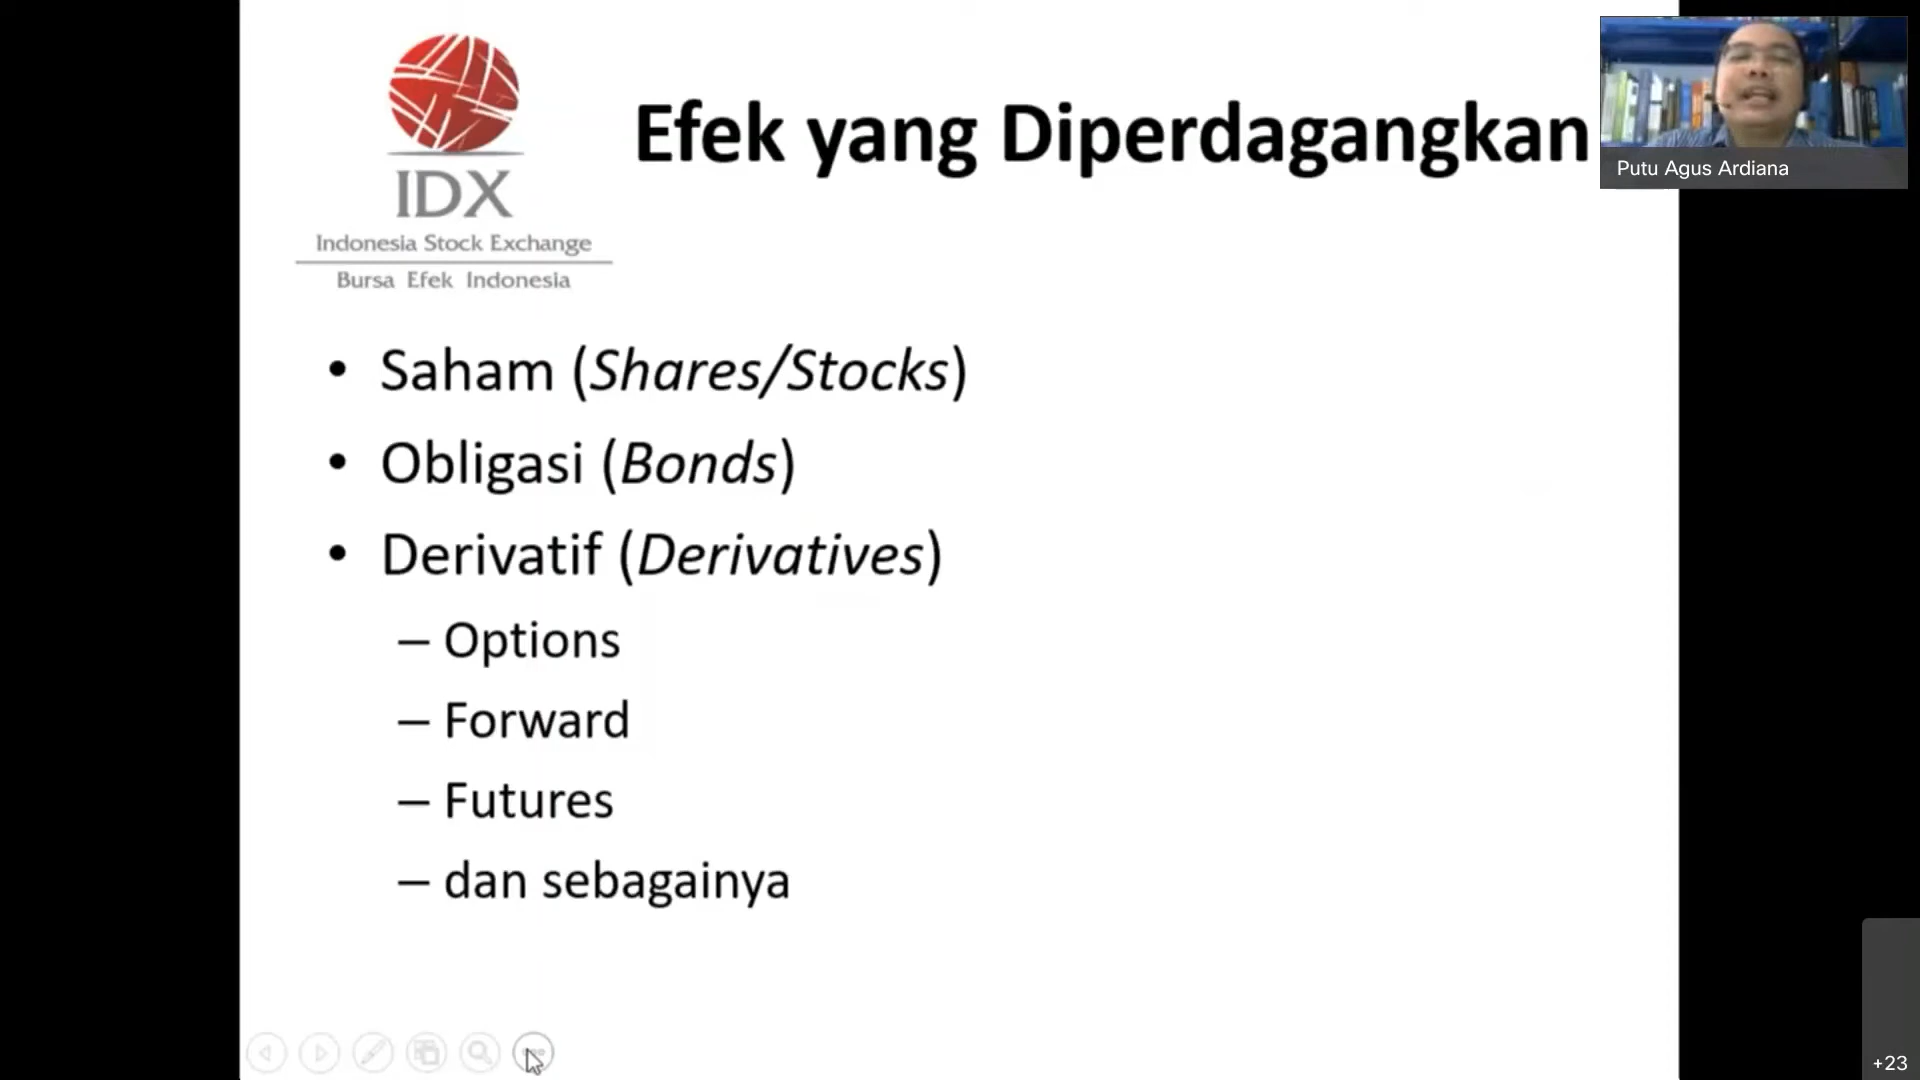 IDX
Indonesia Stock Exchange
Bursa Efek Indonesia
Efek yang Diperdagangkan
Putu Agus Ardiana
• Saham (Shares/Stocks)
• Obligasi (Bonds)
• Derivatif (Derivatives)
– Options
– Forward
– Futures
– dan sebagainya
+23